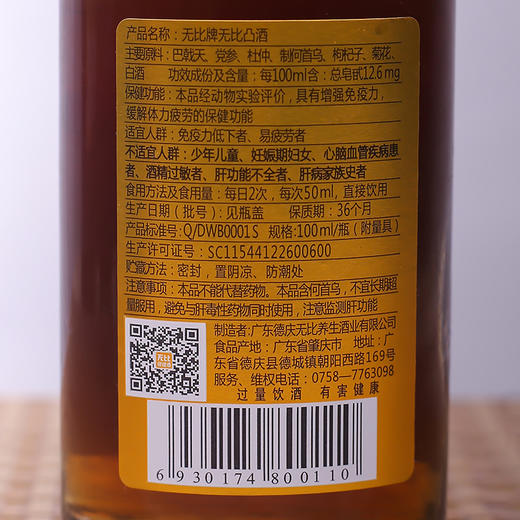 产品名称：无比牌无比凸酒
主要原料：巴戟天、党参、杜仲、制何首乌、枸杞子、菊花、
白酒 功效成份及含量：每100ml含：总皂甙12.6mg
保健功能：本品经动物实验评价，具有增强免疫力、
缓解体力疲劳的保健功能
适宜人群：免疫力低下者、易疲劳者
不适宜人群：少年儿童、妊娠期妇女、心脑血管疾病患
者、酒精过敏者、肝功能不全者、肝病家族史者
食用方法及食用量：每日2次，每次50ml，直接饮用
生产日期（批号）：见瓶盖 保质期：36个月
产品标准号：Q/DWB0001S 规格：100ml/瓶（附量具）
生产许可证号：SC11544122600600
贮藏方法：密封，置阴凉、防潮处
注意事项：本品不能代替药物。本品含何首乌，不宜长期超
量服用，避免与肝毒性药物同时使用，注意监测肝功能
制造者：广东德庆无比养生酒业有限公司
食品产地：广东省肇庆市 地址：广
东省德庆县德城镇朝阳西路169号
服务、维权电话：0758—7763098
过量饮酒 有害健康
无比
6930174800110